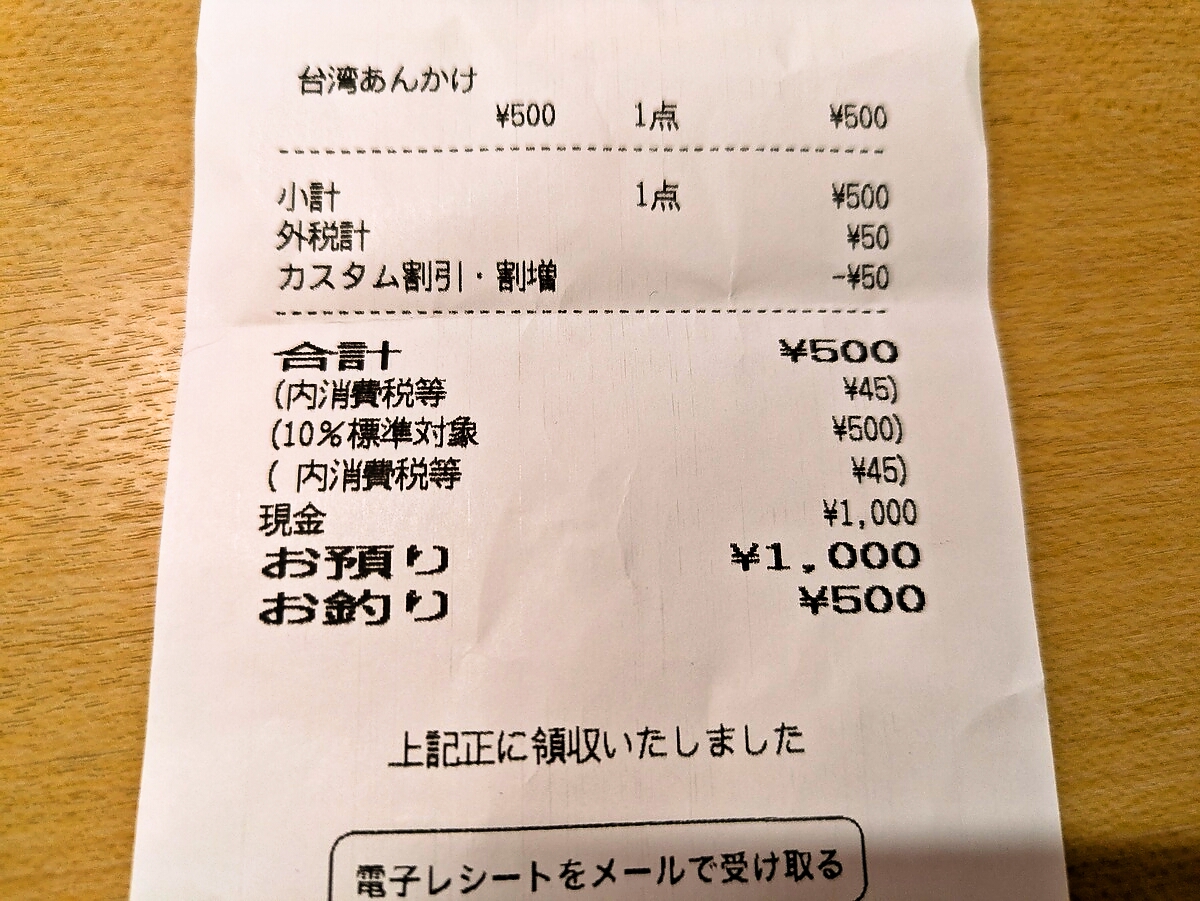 台湾あんかけ
¥500 1点 ¥500
小計 1点 ¥500
外税計 ¥50
カスタム割引・割増 -¥50
合計 ¥500
(内消費税等 ¥45)
(10%標準対象 ¥500)
( 内消費税等 ¥45)
現金 ¥1,000
お預り ¥1,000
お釣り ¥500
上記正に領収いたしました
電子レシートをメールで受け取る